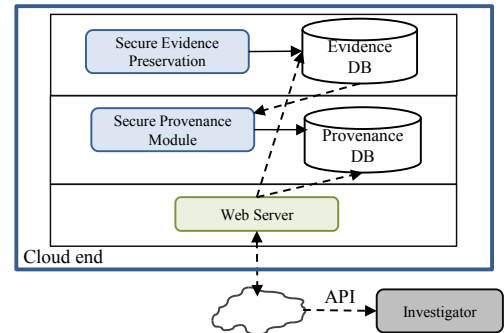 Secure Evidence
Preservation
Evidence
DB
Secure Provenance
Module
Provenance
DB
Web Server
Cloud end
API
Investigator